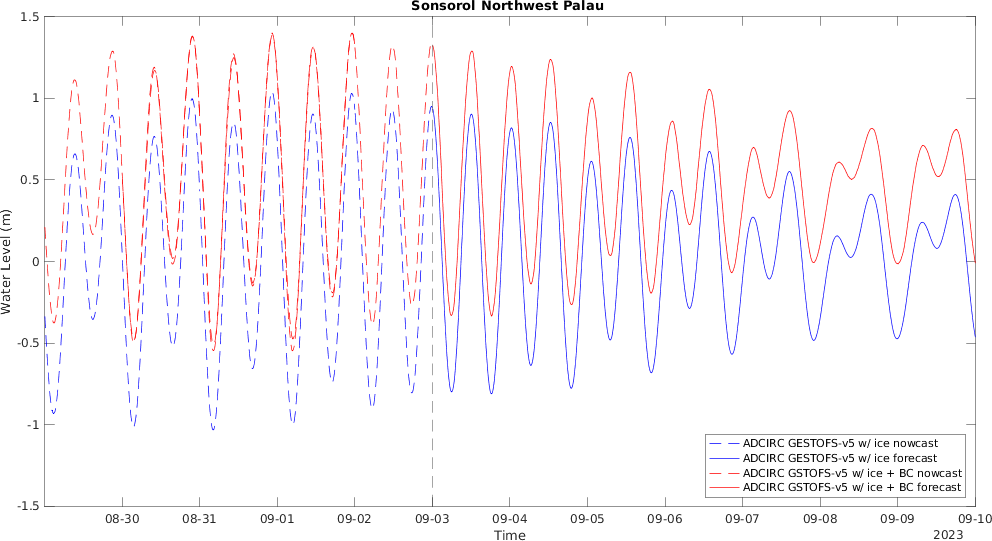 Sonsorol Northwest Palau
1.5
1
0.5
0
-0.5
-1
-1.5
Water Level (m)
ADCIRC GESTOFS-v5 w/ ice nowcast
ADCIRC GESTOFS-v5 w/ ice forecast
ADCIRC GSTOFS-v5 w/ ice + BC nowcast
ADCIRC GSTOFS-v5 w/ ice + BC forecast
08-30 08-31 09-01 09-02 09-03 09-04 09-05 09-06 09-07 09-08 09-09 09-10
Time
2023